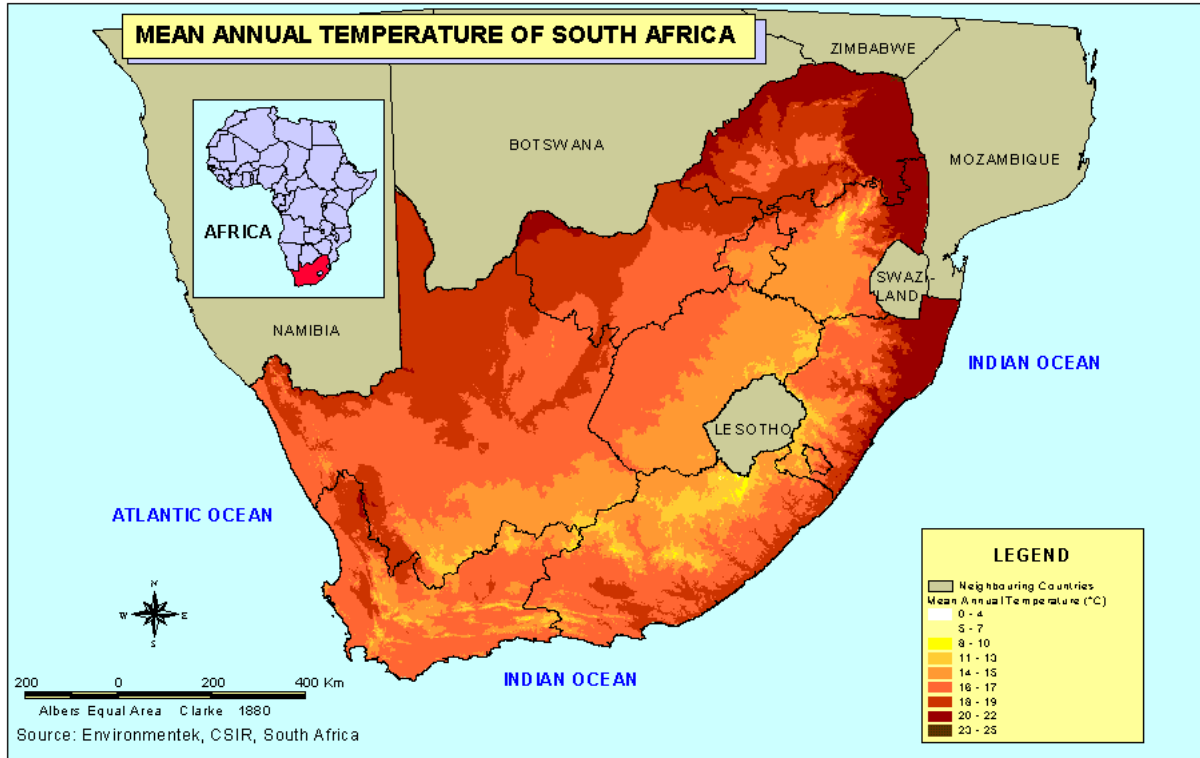 MEAN ANNUAL TEMPERATURE OF SOUTH AFRICA
ZIMBABWE
BOTSWANA
MOZAMBIQUE
AFRICA
SWAZI-
LAND
NAMIBIA
INDIAN OCEAN
LESOTHO
ATLANTIC OCEAN
INDIAN OCEAN
N
W E
S
200 0 200 400 Km
Albers Equal Area Clarke 1880
Source: Environmentek, CSIR, South Africa
LEGEND
Neighbouring Countries
Mean Annual Temperature (°C)
0 - 4
5 - 7
8 - 10
11 - 13
14 - 15
16 - 17
18 - 19
20 - 22
23 - 25